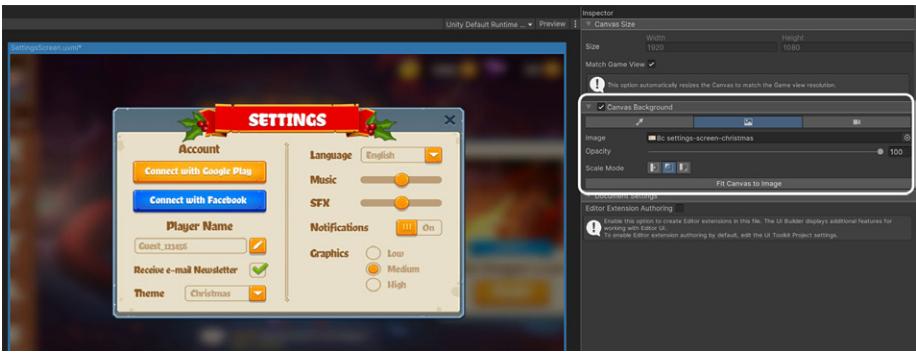 Inspector
Unity Default Runtime ... Preview
Canvas Size
Width Height
Size 1920 1080
Match Game View
This option automatically resizes the Canvas to match the Game view resolution.
SettingsScreen.uxml*
Canvas Background
Image 8c settings-screen-christmas
Opacity 100
Scale Mode
Fit Canvas to Image
Document Settings
Editor Extension Authoring
Enable this option to create Editor extensions in this file. The UI Builder displays additional features for
working with Editor UI.
To enable Editor extension authoring by default, edit the UI Toolkit Project settings.
SETTINGS
Account
Connect with Google Play
Connect with Facebook
Player Name
Guest_123456
Receive e-mail Newsletter
Theme Christmas
Language English
Music
SFX
Notifications On
Graphics Low
Medium
High